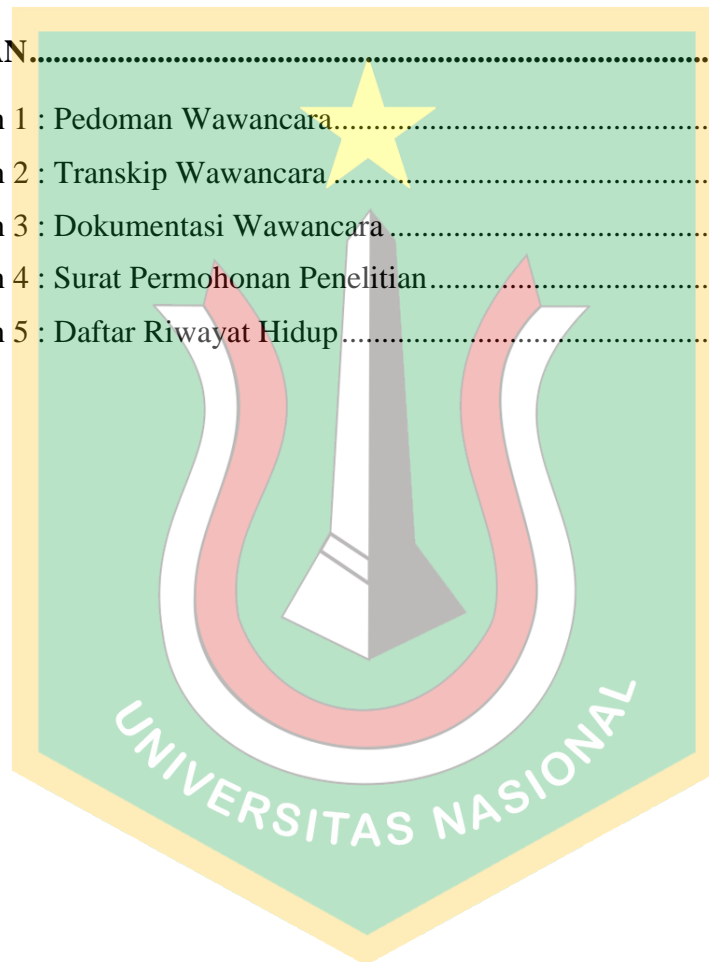 AN........................................................................
n 1 : Pedoman Wawancara........................................
n 2 : Transkip Wawancara ........................................
n 3 : Dokumentasi Wawancara ..................................
n 4 : Surat Permohonan Penelitian.............................
n 5 : Daftar Riwayat Hidup........................................
UNIVERSITAS NASIONAL